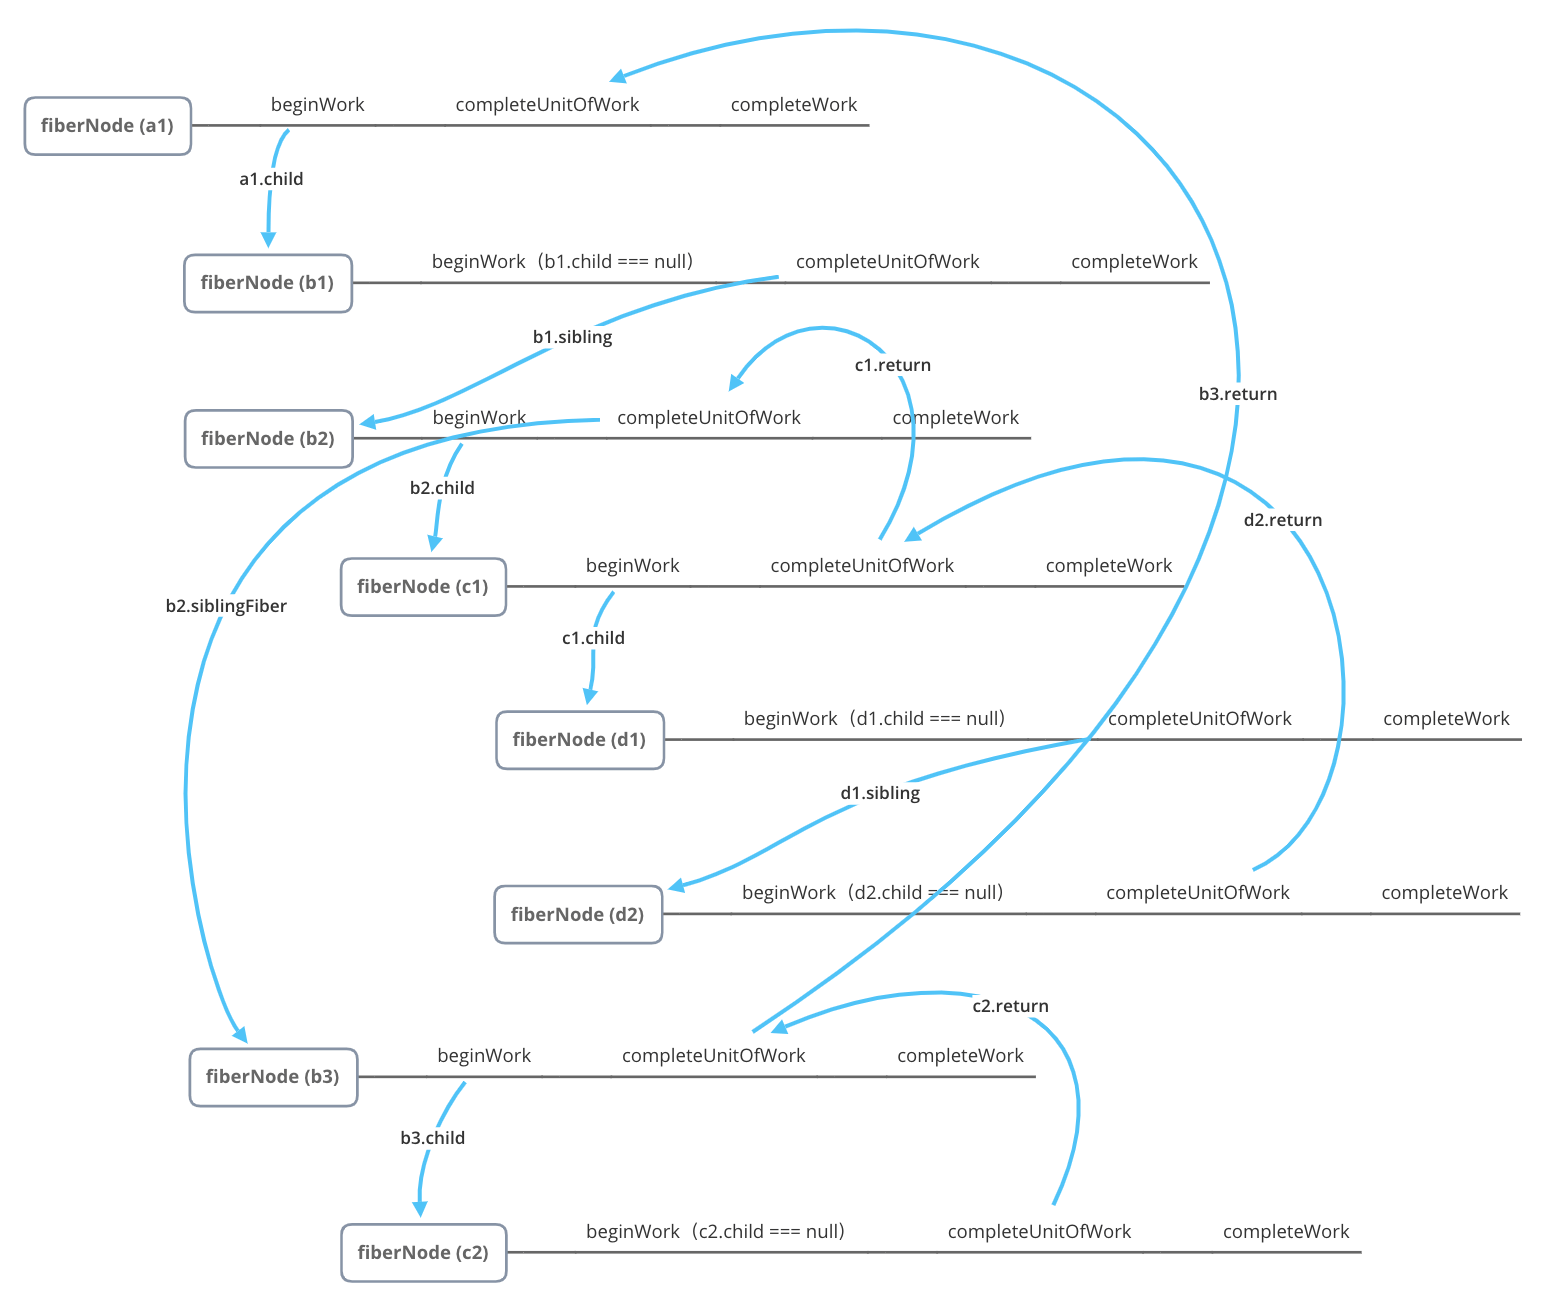 fiberNode (a1) beginWork completeUnitOfWork completeWork
a1.child
fiberNode (b1) beginWork（b1.child === null） completeUnitOfWork completeWork
b1.sibling
c1.return
b3.return
fiberNode (b2) beginWork completeUnitOfWork completeWork
b2.child
d2.return
fiberNode (c1) beginWork completeUnitOfWork completeWork
b2.siblingFiber
c1.child
fiberNode (d1) beginWork（d1.child === null） completeUnitOfWork completeWork
d1.sibling
fiberNode (d2) beginWork（d2.child === null） completeUnitOfWork completeWork
c2.return
fiberNode (b3) beginWork completeUnitOfWork completeWork
b3.child
fiberNode (c2) beginWork（c2.child === null） completeUnitOfWork completeWork